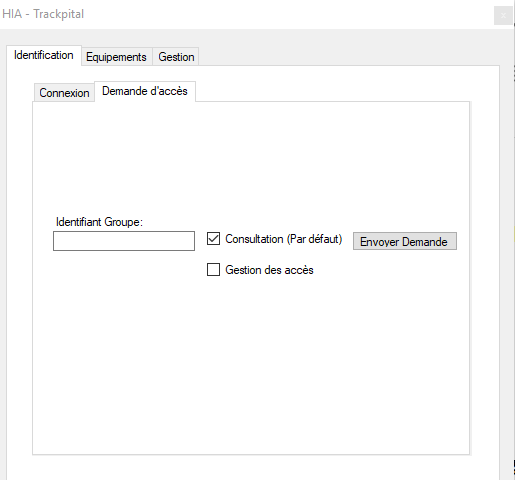 HIA - Trackpital
Identification Equipements Gestion
Connexion Demande d'accès
Identifiant Groupe:
Consultation (Par défaut) Envoyer Demande
Gestion des accès